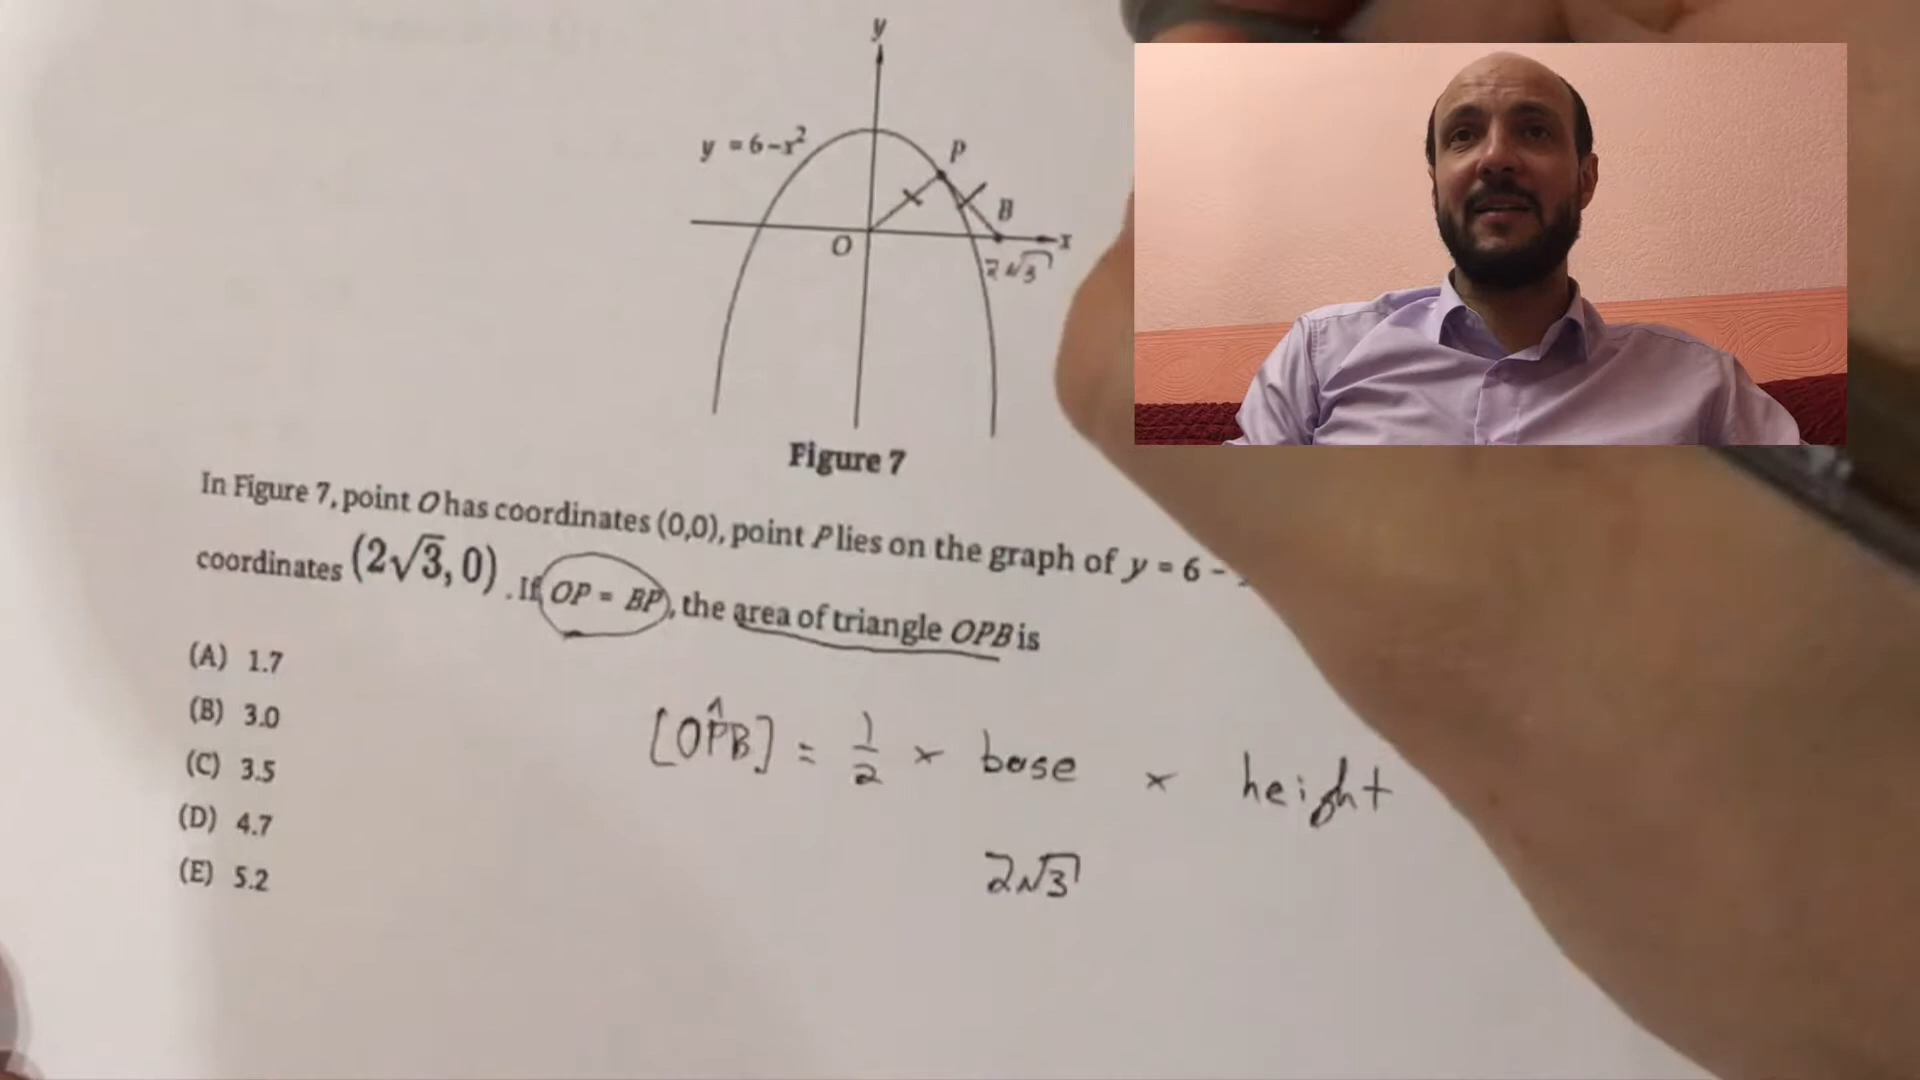 y
y = 6-x²
P
B
O
x
2√3
Figure 7
In Figure 7, point O has coordinates (0,0), point P lies on the graph of y = 6 -
coordinates (2√3, 0) . If OP = BP, the area of triangle OPB is
(A) 1.7
(B) 3.0
(C) 3.5
(D) 4.7
(E) 5.2
[OP̂B] = 1/2 × base × height
2√3